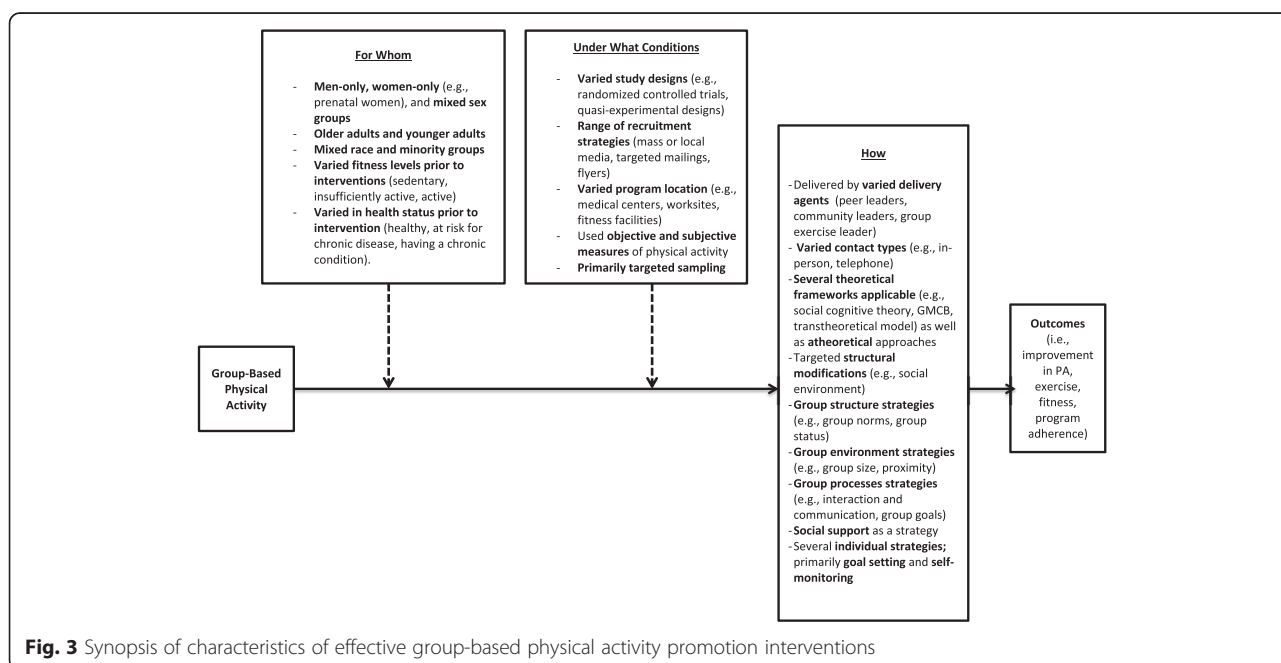 For Whom
- Men-only, women-only (e.g.,
prenatal women), and mixed sex
groups
- Older adults and younger adults
- Mixed race and minority groups
- Varied fitness levels prior to
interventions (sedentary,
insufficiently active, active)
- Varied in health status prior to
intervention (healthy, at risk for
chronic disease, having a chronic
condition).
Under What Conditions
- Varied study designs (e.g.,
randomized controlled trials,
quasi-experimental designs)
- Range of recruitment
strategies (mass or local
media, targeted mailings,
flyers)
- Varied program location (e.g.,
medical centers, worksites,
fitness facilities)
- Used objective and subjective
measures of physical activity
- Primarily targeted sampling
Group-Based
Physical
Activity
How
-Delivered by varied delivery
agents (peer leaders,
community leaders, group
exercise leader)
- Varied contact types (e.g., in-
person, telephone)
-Several theoretical
frameworks applicable (e.g.,
social cognitive theory, GMCB,
transtheoretical model) as well
as atheoretical approaches
-Targeted structural
modifications (e.g., social
environment)
-Group structure strategies
(e.g., group norms, group
status)
-Group environment strategies
(e.g., group size, proximity)
-Group processes strategies
(e.g., interaction and
communication, group goals)
-Social support as a strategy
-Several individual strategies;
primarily goal setting and self-
monitoring
Outcomes
(i.e.,
improvement
in PA,
exercise,
fitness,
program
adherence)
Fig. 3 Synopsis of characteristics of effective group-based physical activity promotion interventions